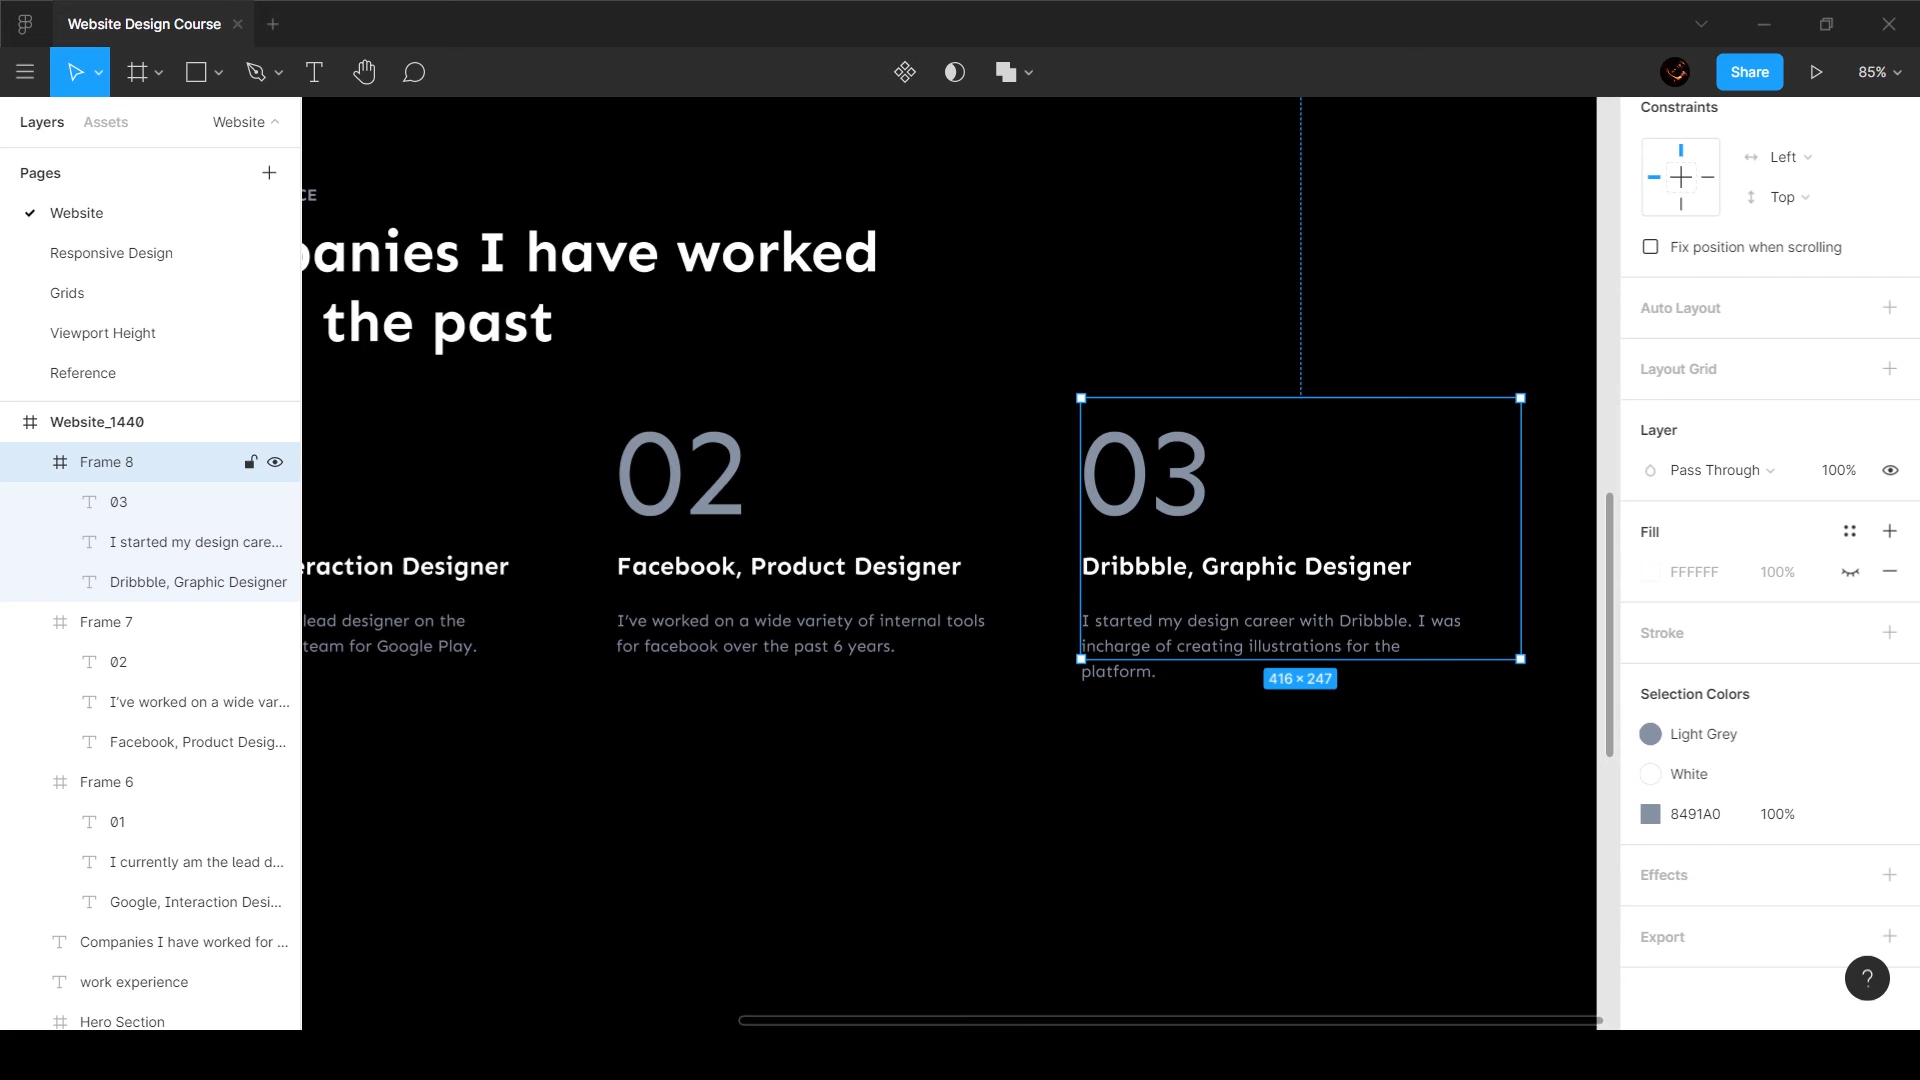 Website Design Course
Share
85%
Layers
Assets
Website
Pages
Website
Responsive Design
Grids
Viewport Height
Reference
Website_1440
Frame 8
03
I started my design care...
Dribbble, Graphic Designer
Frame 7
02
I've worked on a wide var...
Facebook, Product Desig...
Frame 6
01
I currently am the lead d...
Google, Interaction Desi...
Companies I have worked for ...
work experience
Hero Section
CE
panies I have worked
the past
eraction Designer
lead designer on the
team for Google Play.
02
Facebook, Product Designer
I've worked on a wide variety of internal tools
for facebook over the past 6 years.
03
Dribbble, Graphic Designer
I started my design career with Dribbble. I was
incharge of creating illustrations for the
platform.
416 × 247
Constraints
Left
Top
Fix position when scrolling
Auto Layout
Layout Grid
Layer
Pass Through
100%
Fill
FFFFFF
100%
Stroke
Selection Colors
Light Grey
White
8491A0
100%
Effects
Export
?